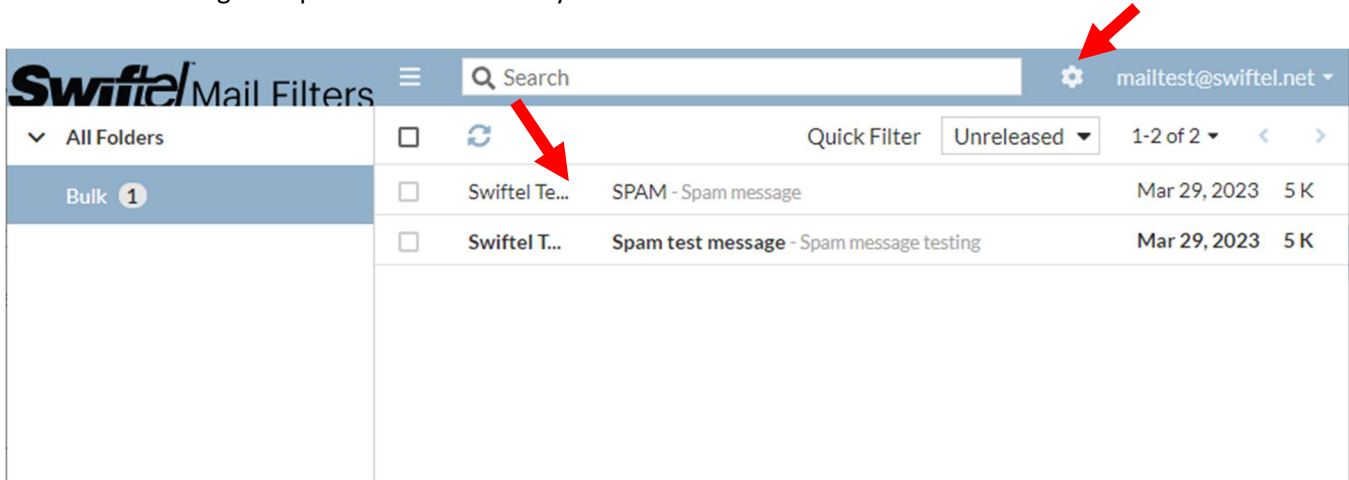 Swiftel Mail Filters Search mailtest@swiftel.net
All Folders Quick Filter Unreleased 1-2 of 2
Bulk 1 Swiftel Te... SPAM - Spam message Mar 29, 2023 5 K
Swiftel T... Spam test message - Spam message testing Mar 29, 2023 5 K